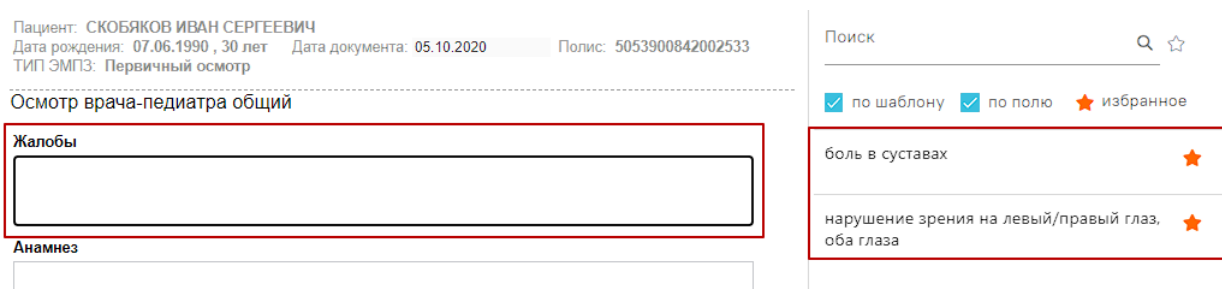 Пациент: СКОБЯКОВ ИВАН СЕРГЕЕВИЧ
Дата рождения: 07.06.1990 , 30 лет Дата документа: 05.10.2020 Полис: 5053900842002533
ТИП ЭМПЗ: Первичный осмотр
Осмотр врача-педиатра общий
Жалобы
Анамнез
Поиск
по шаблону по полю избранное
боль в суставах
нарушение зрения на левый/правый глаз,
оба глаза